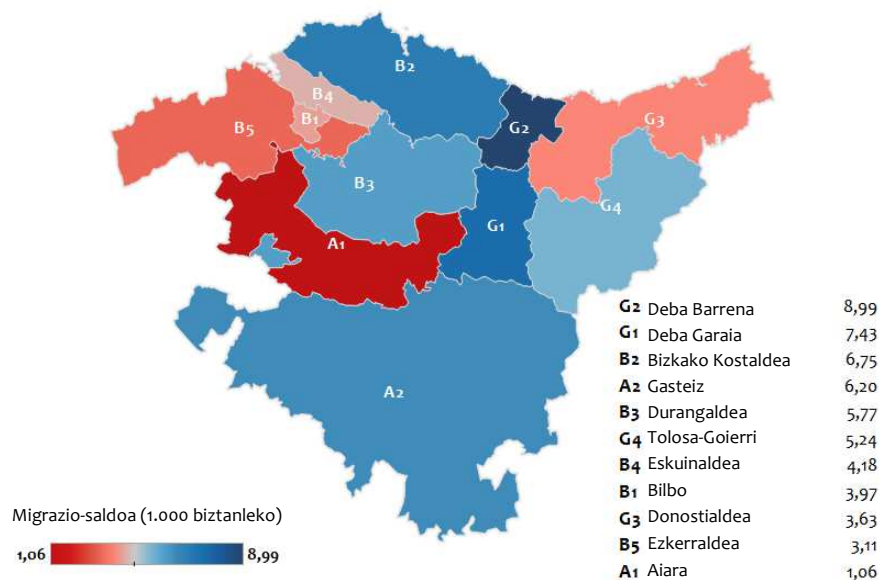 B2
B4
B1
B5
G2
G3
B3
G4
G1
A1
A2
G2 Deba Barrena 8,99
G1 Deba Garaia 7,43
B2 Bizkako Kostaldea 6,75
A2 Gasteiz 6,20
B3 Durangaldea 5,77
G4 Tolosa-Goierri 5,24
B4 Eskuinaldea 4,18
B1 Bilbo 3,97
G3 Donostialdea 3,63
B5 Ezkerraldea 3,11
A1 Aiara 1,06
Migrazio-saldoa (1.000 biztanleko)
1,06 8,99